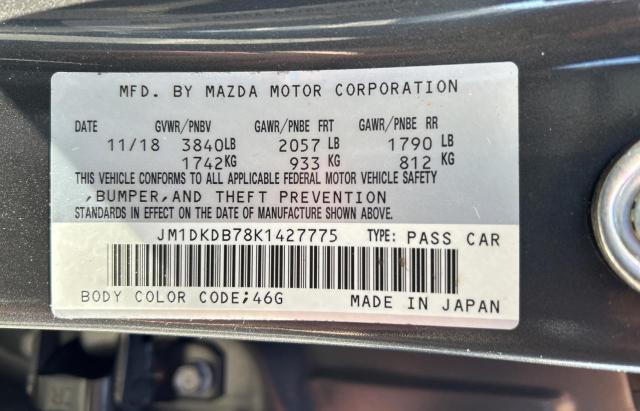 MFD. BY MAZDA MOTOR CORPORATION
GVWR/PNBV GAWR/PNBE FRT GAWR/PNBE RR
11/18 3840LB 2057 LB 1790 LB
1742KG 933 KG 812 KG
THIS VEHICLE CONFORMS TO ALL APPLICABLE FEDERAL MOTOR VEHICLE SAFETY
,BUMPER,AND THEFT PREVENTION
STANDARDS IN EFFECT ON THE DATE OF MANUFACTURE SHOWN ABOVE.
JM1DKDB78K1427775 TYPE: PASS CAR
BODY COLOR CODE;46G MADE IN JAPAN